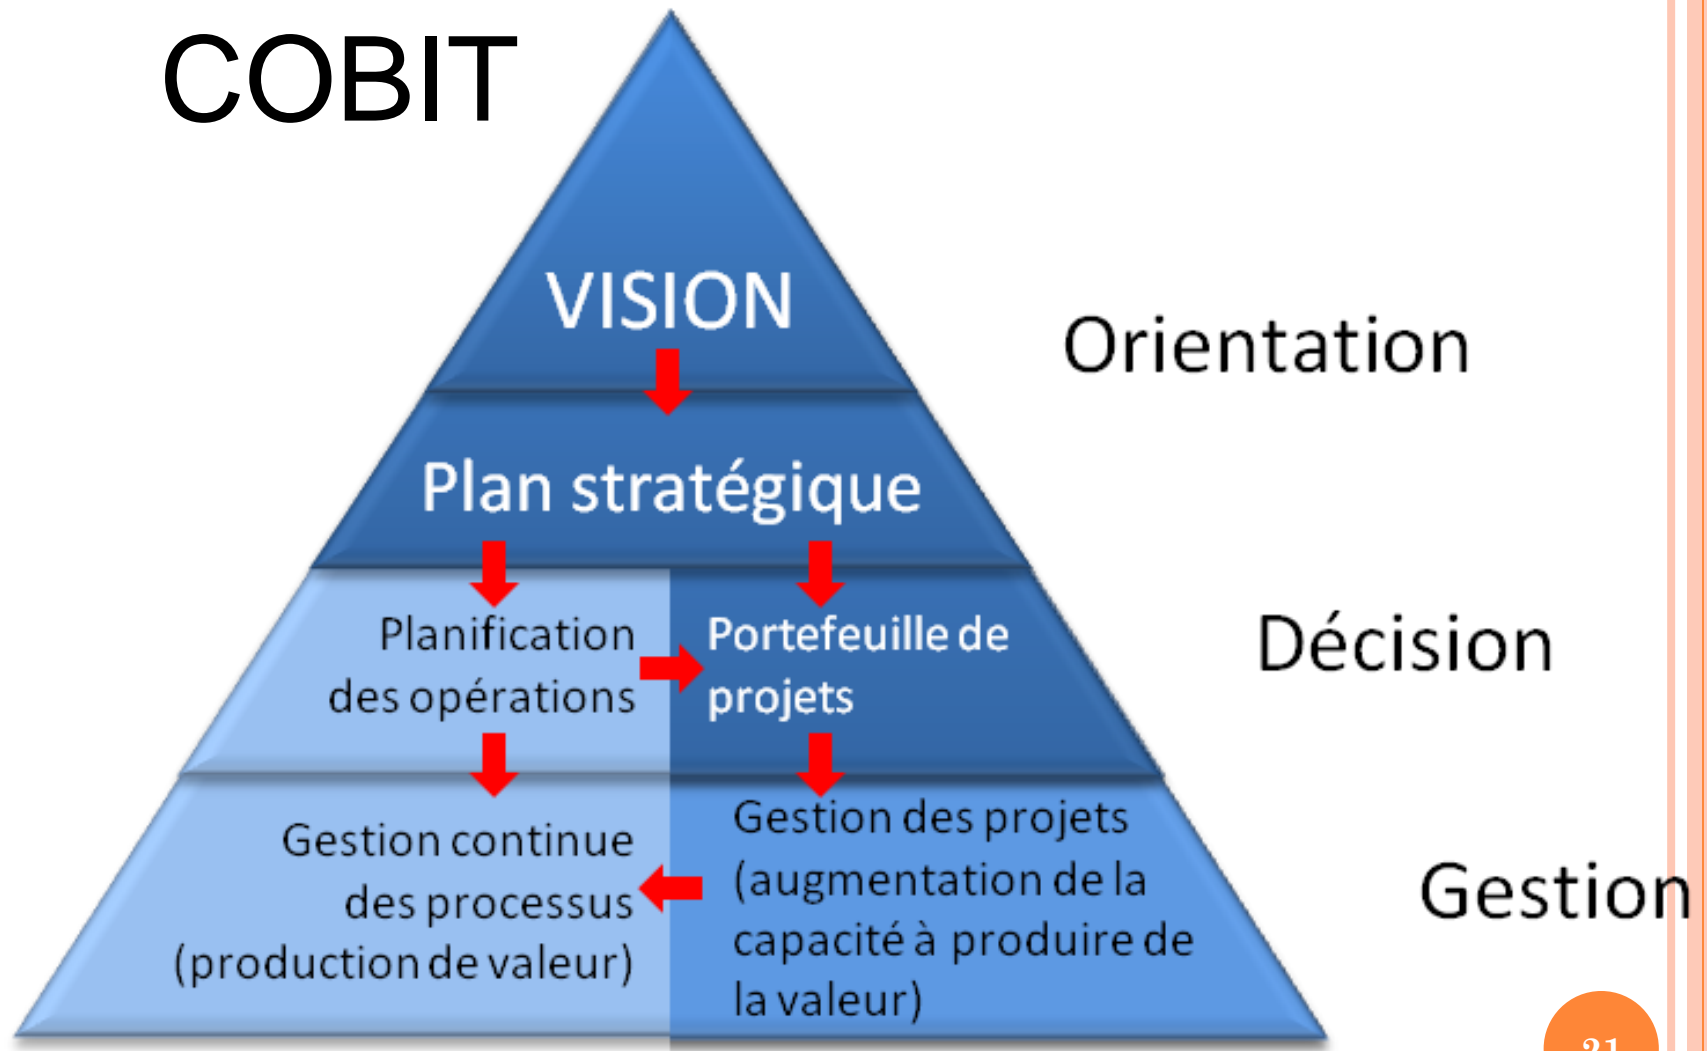 COBIT
VISION
Orientation
Plan stratégique
Planification
des opérations
Portefeuille de
projets
Décision
Gestion continue
des processus
(production de valeur)
Gestion des projets
(augmentation de la
capacité à produire de
la valeur)
Gestion